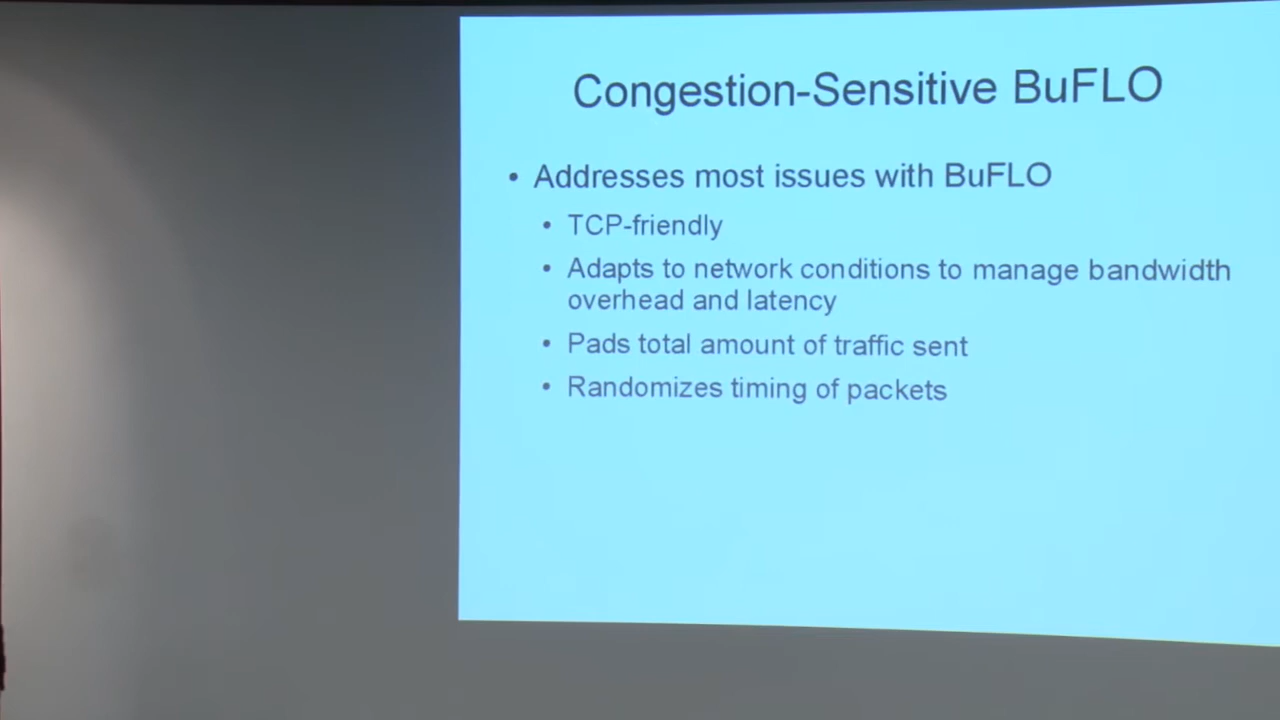 Congestion-Sensitive BuFLO
• Addresses most issues with BuFLO
• TCP-friendly
• Adapts to network conditions to manage bandwidth
overhead and latency
• Pads total amount of traffic sent
• Randomizes timing of packets